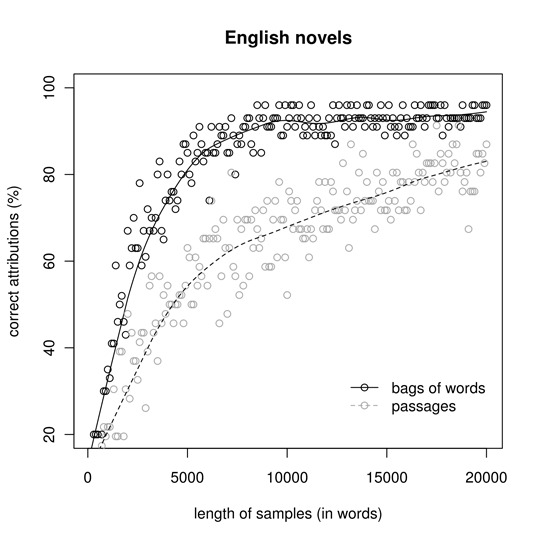 English novels
correct attributions (%)
100
80
60
40
20
bags of words
passages
0 5000 10000 15000 20000
length of samples (in words)